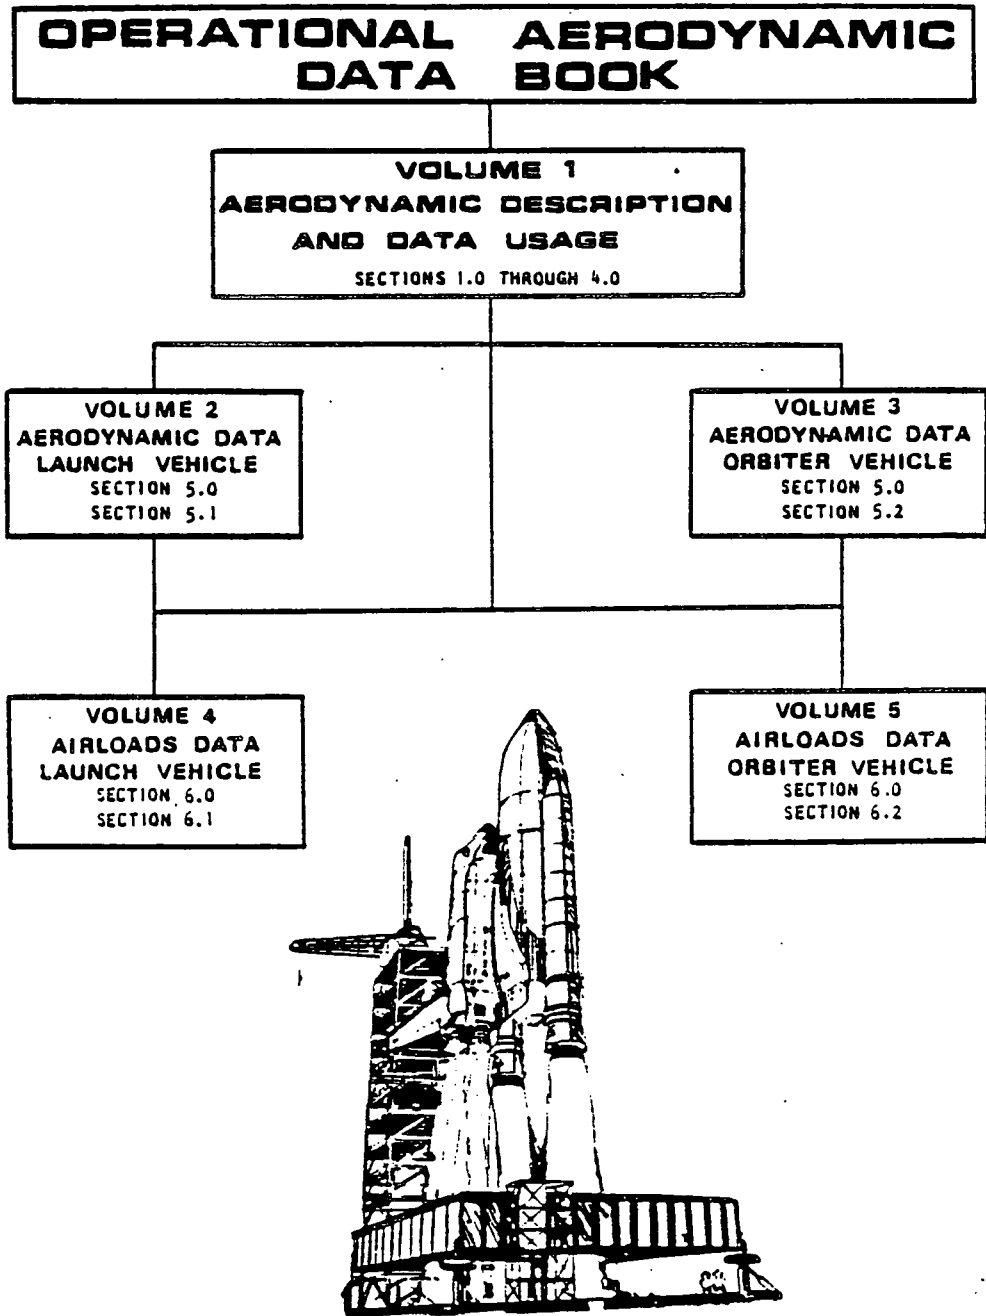 OPERATIONAL AERODYNAMIC
DATA BOOK
VOLUME 1
AERODYNAMIC DESCRIPTION
AND DATA USAGE
SECTIONS 1.0 THROUGH 4.0
VOLUME 2
AERODYNAMIC DATA
LAUNCH VEHICLE
SECTION 5.0
SECTION 5.1
VOLUME 3
AERODYNAMIC DATA
ORBITER VEHICLE
SECTION 5.0
SECTION 5.2
VOLUME 4
AIRLOADS DATA
LAUNCH VEHICLE
SECTION 6.0
SECTION 6.1
VOLUME 5
AIRLOADS DATA
ORBITER VEHICLE
SECTION 6.0
SECTION 6.2